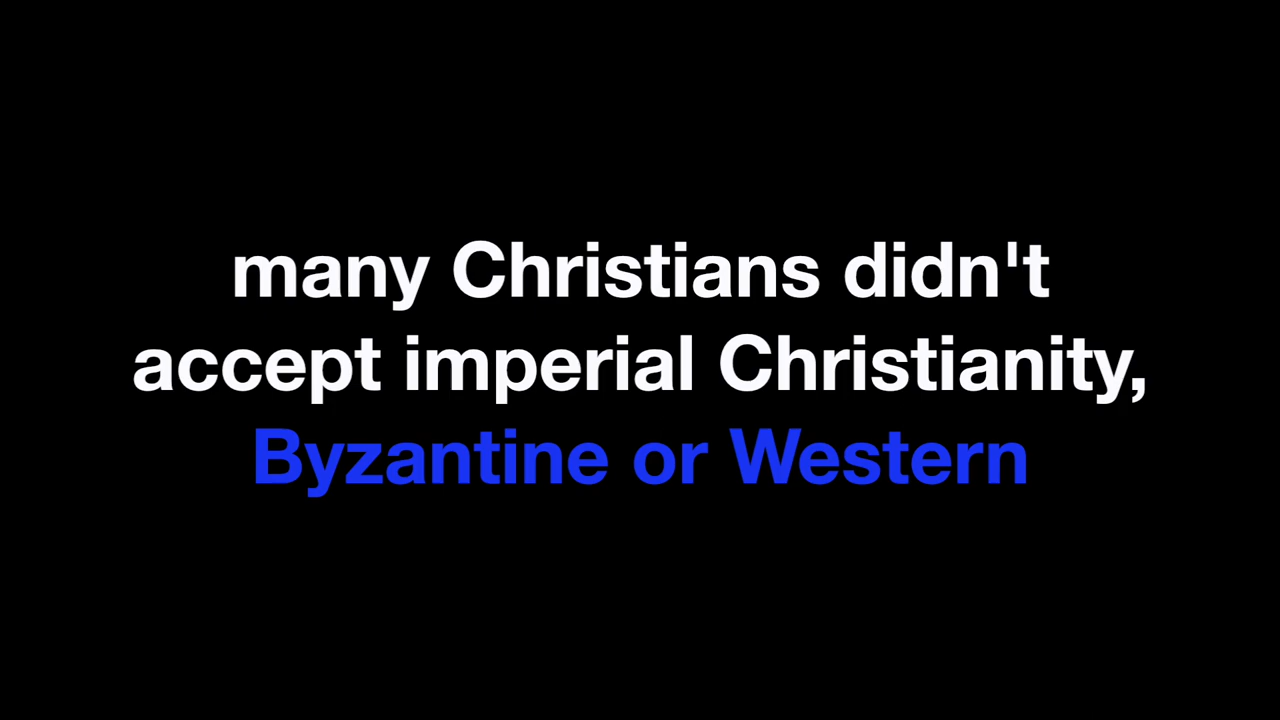 many Christians didn't
accept imperial Christianity,
Byzantine or Western